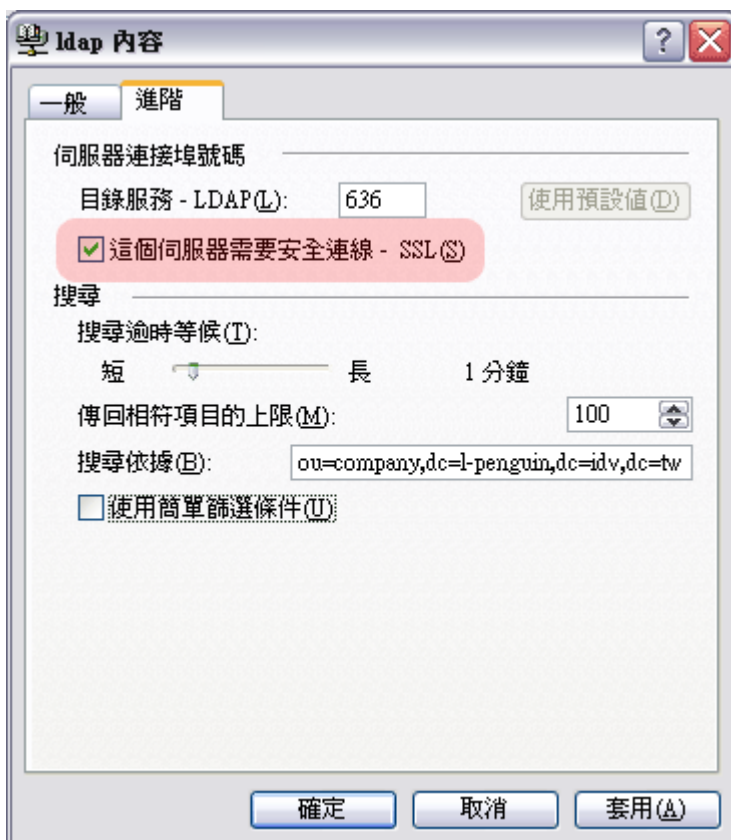 ldap 內容
一般 進階
伺服器連接埠號碼
目錄服務 - LDAP(L): 636 使用預設值(D)
這個伺服器需要安全連線 - SSL(S)
搜尋
搜尋逾時等候(T):
短 長 1 分鐘
傳回相符項目的上限(M): 100
搜尋依據(B): ou=company,dc=l-penguin,dc=idv,dc=tw
使用簡單篩選條件(U)
確定 取消 套用(A)